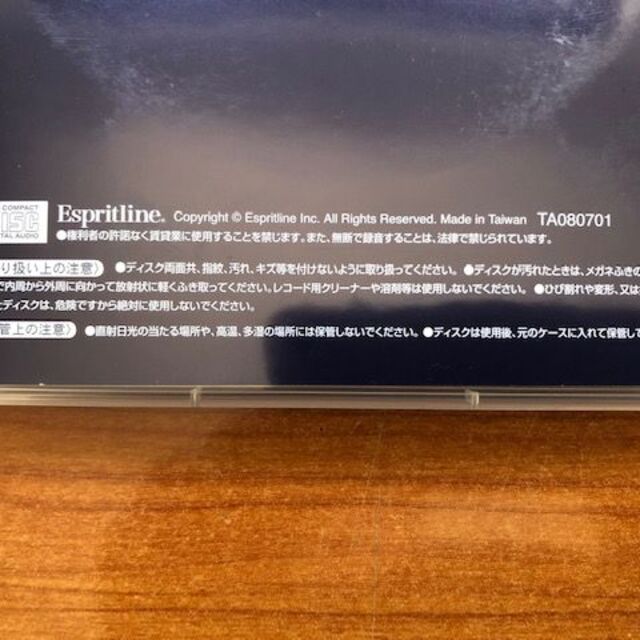 COMPACT
DISC
DIGITAL AUDIO
Espritline® Copyright © Espritline Inc. All Rights Reserved. Made in Taiwan TA080701
●権利者の許諾なく賃貸業に使用することを禁じます。また、無断で録音することは、法律で禁じられています。
り扱い上の注意〉 ●ディスク両面共、指紋、汚れ、キズ等を付けないように取り扱ってください。 ●ディスクが汚れたときは、メガネふきの
で内周から外周に向かって放射状に軽くふき取ってください。レコード用クリーナーや溶剤等は使用しないでください。 ●ひび割れや変形、又は
ディスクは、危険ですから絶対に使用しないでください。
管上の注意〉 ●直射日光の当たる場所や、高温、多湿の場所には保管しないでください。 ●ディスクは使用後、元のケースに入れて保管して